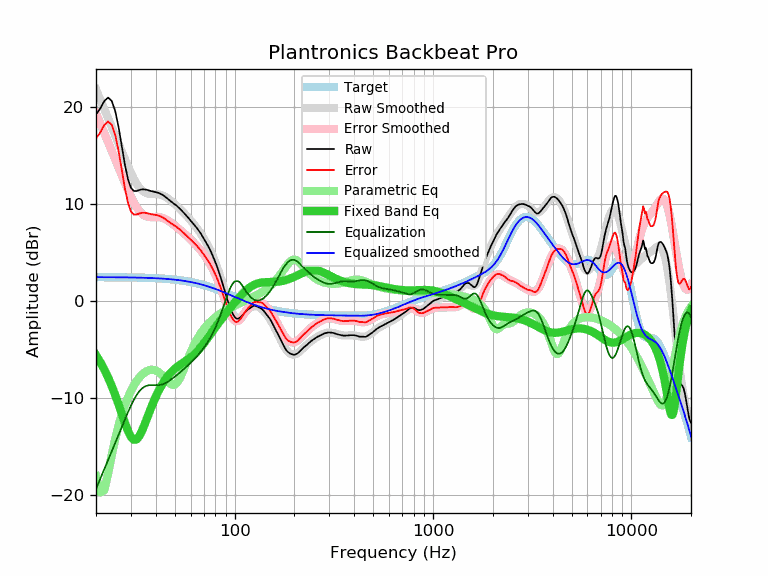 Plantronics Backbeat Pro
Target
Raw Smoothed
Error Smoothed
Raw
Error
Parametric Eq
Fixed Band Eq
Equalization
Equalized smoothed
Amplitude (dBr)
20
10
0
−10
−20
100
1000
10000
Frequency (Hz)